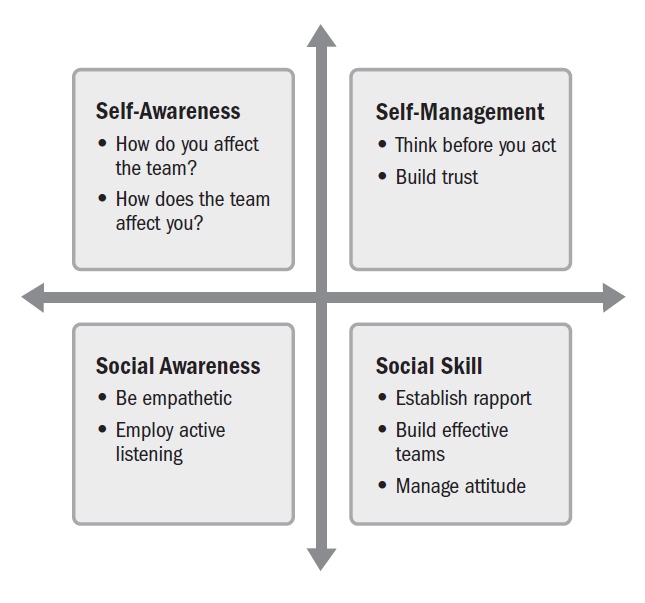 Self-Awareness
• How do you affect
the team?
• How does the team
affect you?
Self-Management
• Think before you act
• Build trust
Social Awareness
• Be empathetic
• Employ active
listening
Social Skill
• Establish rapport
• Build effective
teams
• Manage attitude